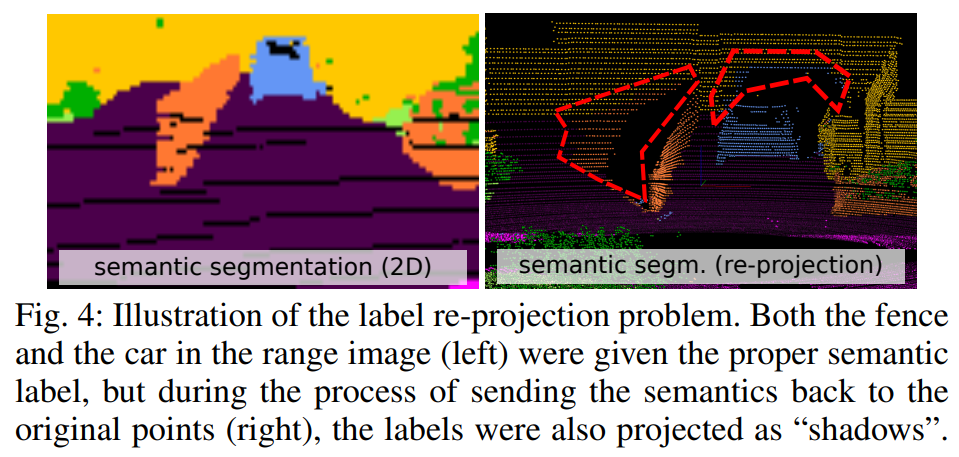 semantic segmentation (2D)
semantic segm. (re-projection)
Fig. 4: Illustration of the label re-projection problem. Both the fence
and the car in the range image (left) were given the proper semantic
label, but during the process of sending the semantics back to the
original points (right), the labels were also projected as “shadows”.